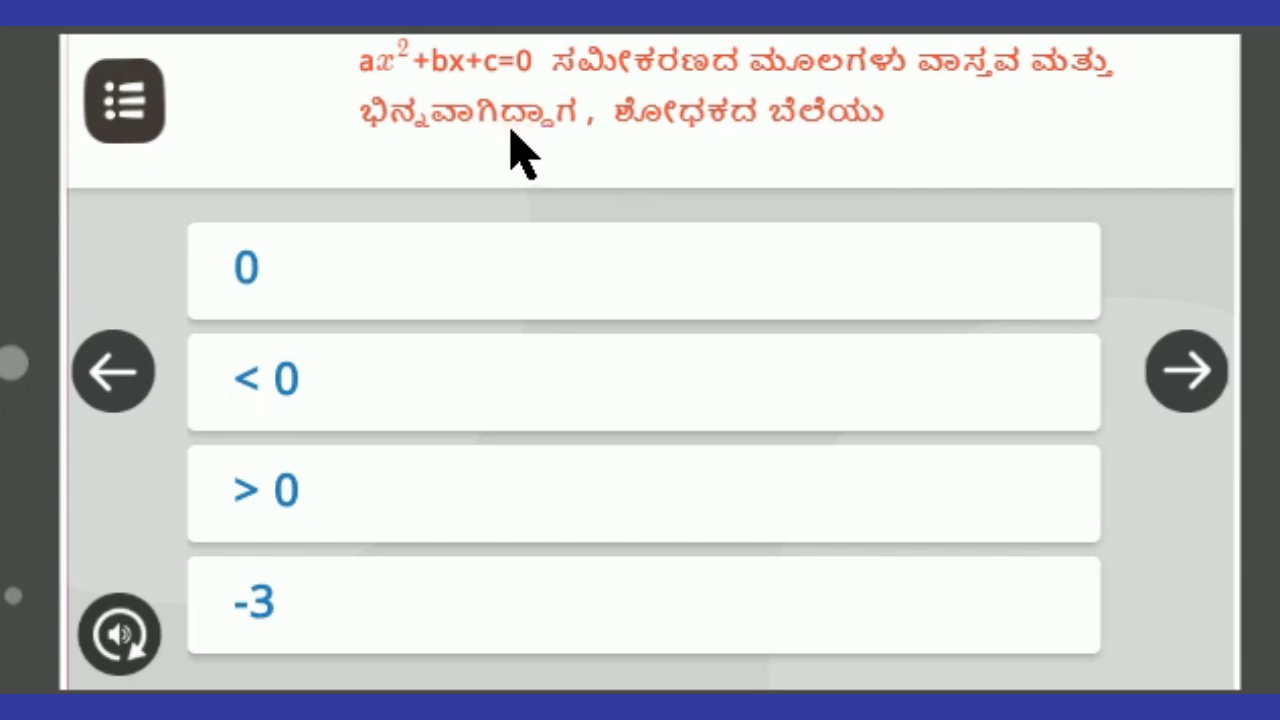 ax²+bx+c=0 ಸಮೀಕರಣದ ಮೂಲಗಳು ವಾಸ್ತವ ಮತ್ತು
ಭಿನ್ನವಾಗಿದ್ದಾಗ , ಶೋಧಕದ ಬೆಲೆಯು
0
< 0
> 0
-3